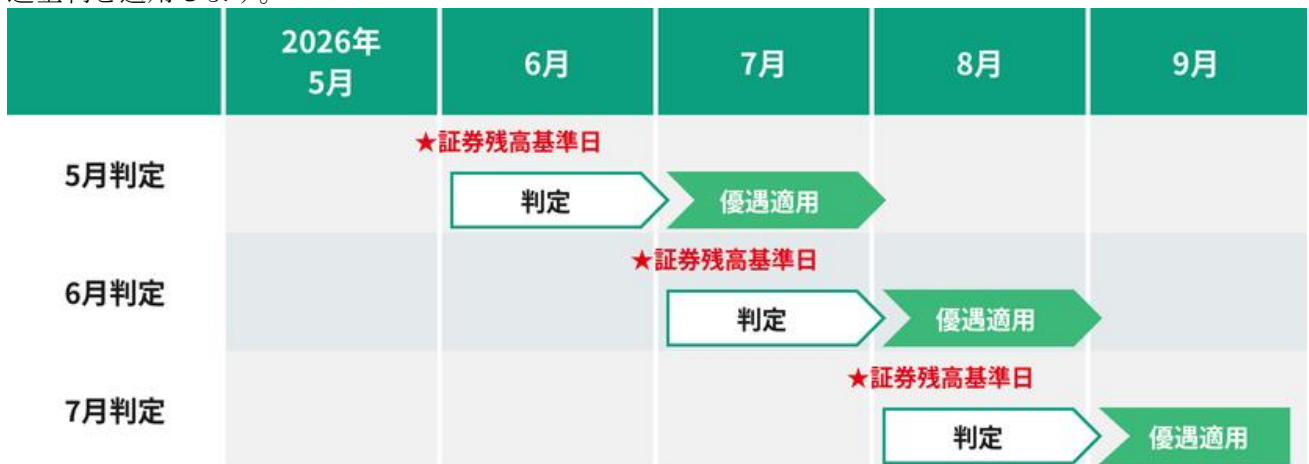 2026年
5月
6月
7月
8月
9月
5月判定
★証券残高基準日
判定
優遇適用
6月判定
★証券残高基準日
判定
優遇適用
7月判定
★証券残高基準日
判定
優遇適用